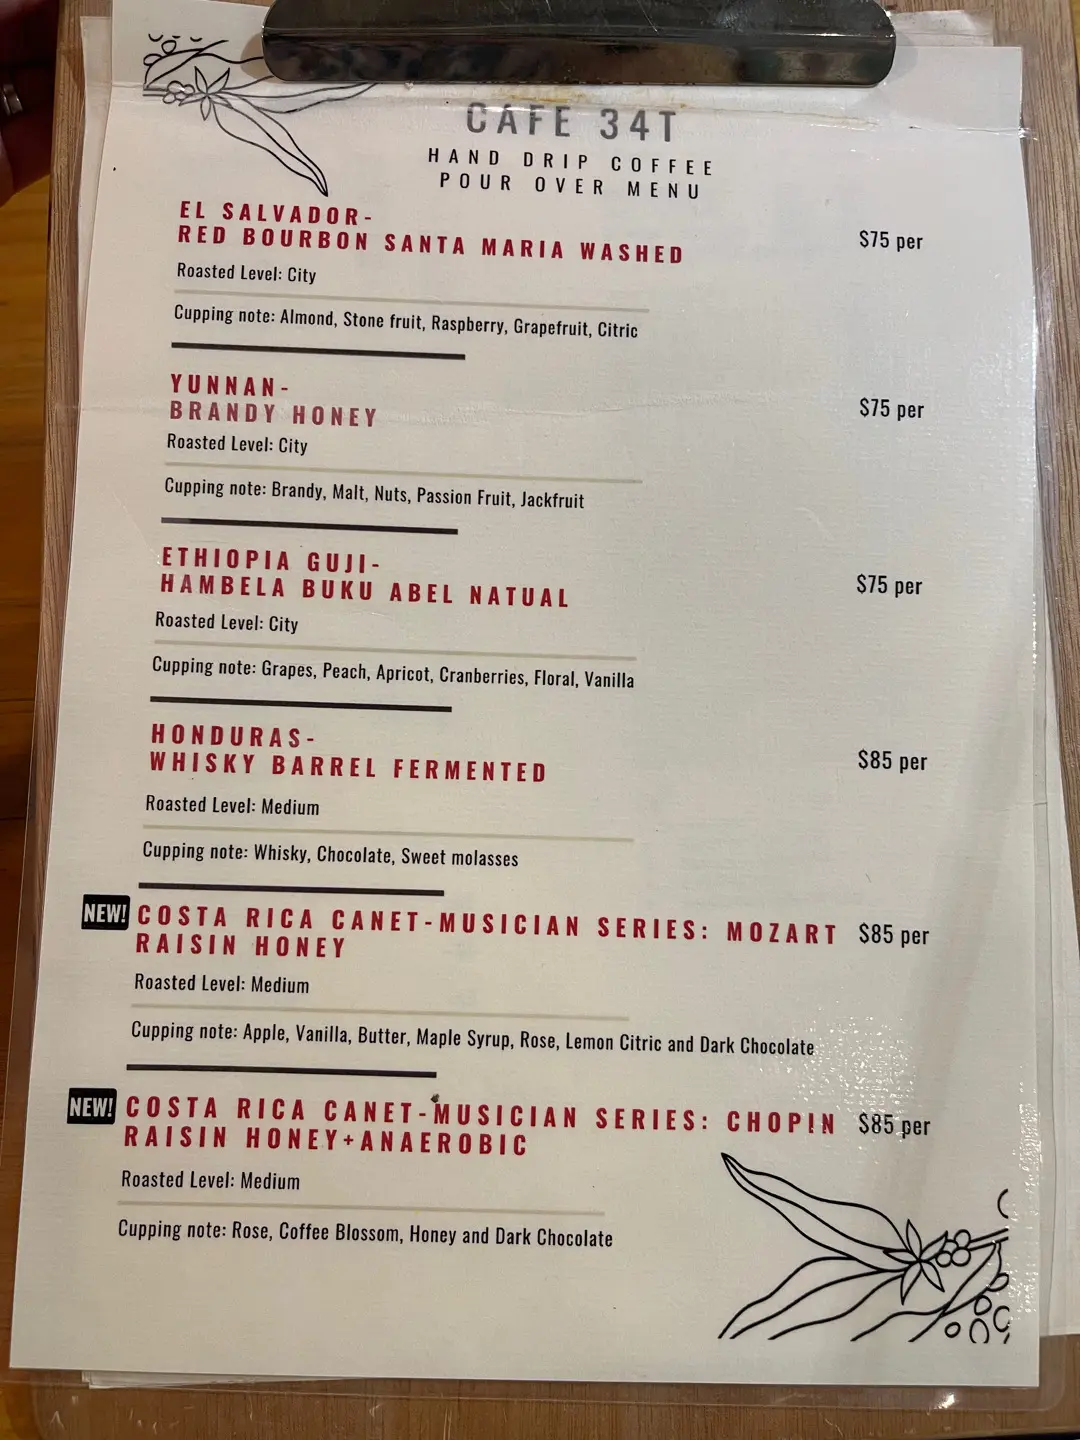 CAFE 34T
HAND DRIP COFFEE
POUR OVER MENU
EL SALVADOR-
RED BOURBON SANTA MARIA WASHED
$75 per
Roasted Level: City
Cupping note: Almond, Stone fruit, Raspberry, Grapefruit, Citric
YUNNAN-
BRANDY HONEY
$75 per
Roasted Level: City
Cupping note: Brandy, Malt, Nuts, Passion Fruit, Jackfruit
ETHIOPIA GUJI-
HAMBELA BUKU ABEL NATUAL
$75 per
Roasted Level: City
Cupping note: Grapes, Peach, Apricot, Cranberries, Floral, Vanilla
HONDURAS-
WHISKY BARREL FERMENTED
$85 per
Roasted Level: Medium
Cupping note: Whisky, Chocolate, Sweet molasses
NEW! COSTA RICA CANET-MUSICIAN SERIES: MOZART $85 per
RAISIN HONEY
Roasted Level: Medium
Cupping note: Apple, Vanilla, Butter, Maple Syrup, Rose, Lemon Citric and Dark Chocolate
NEW! COSTA RICA CANET-MUSICIAN SERIES: CHOPIN $85 per
RAISIN HONEY+ANAEROBIC
Roasted Level: Medium
Cupping note: Rose, Coffee Blossom, Honey and Dark Chocolate